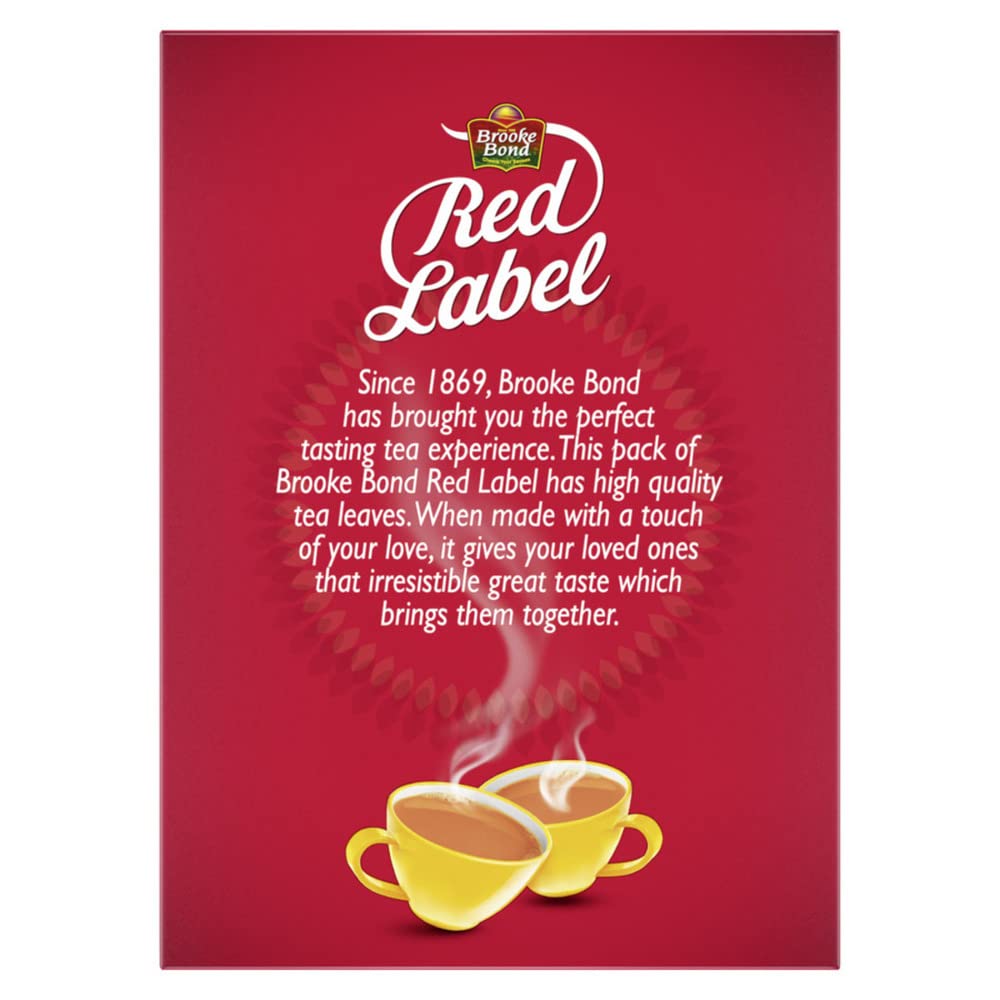 Brooke
Bond
Red
Label
Since 1869, Brooke Bond
has brought you the perfect
tasting tea experience. This pack of
Brooke Bond Red Label has high quality
tea leaves. When made with a touch
of your love, it gives your loved ones
that irresistible great taste which
brings them together.